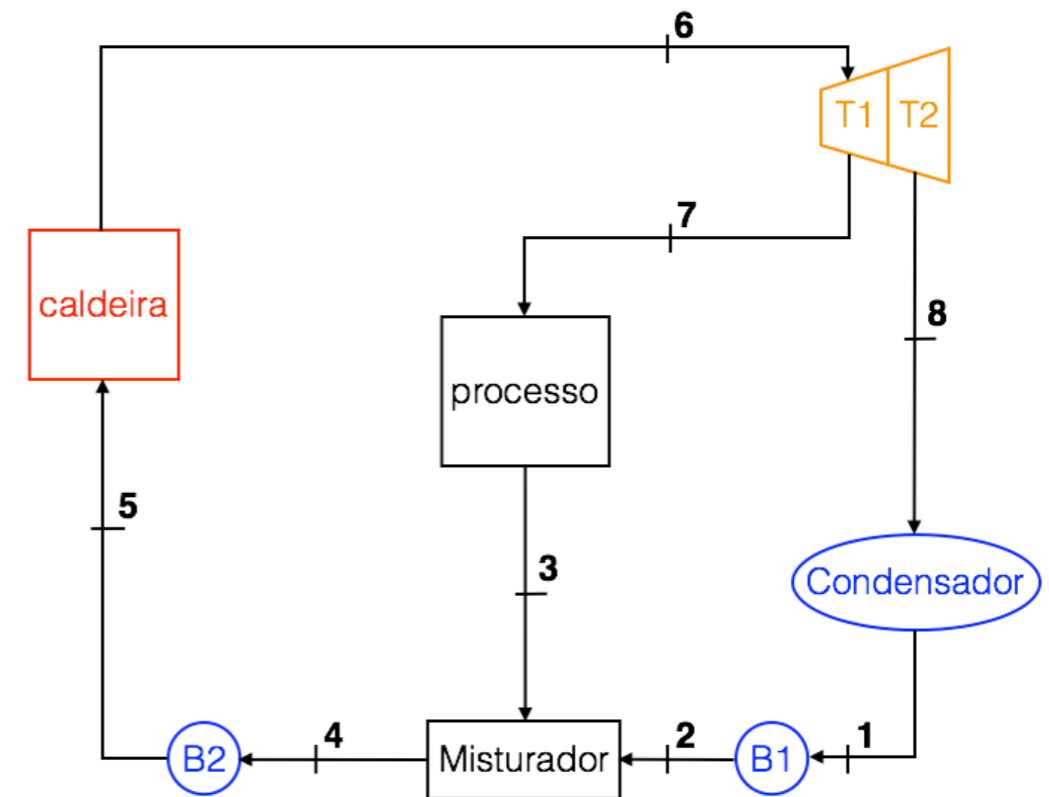 6
T1 T2
7
caldeira
8
processo
5
3
Condensador
4
2
1
B2
Misturador
B1